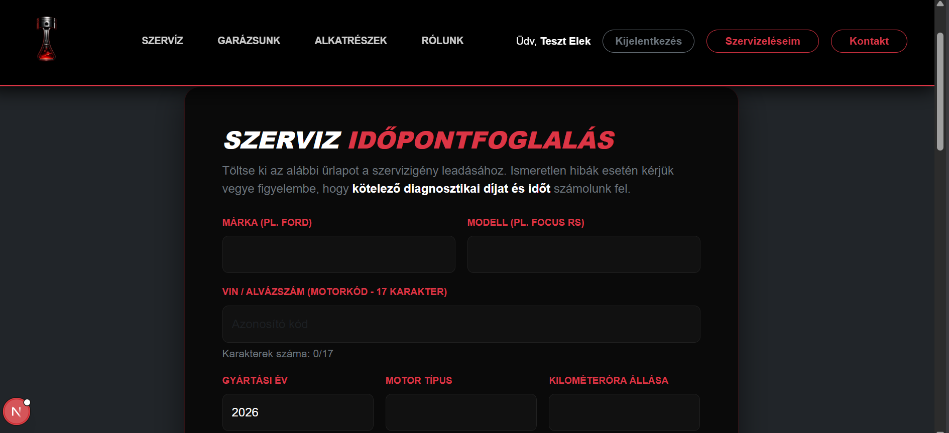 SZERVÍZ GARÁZSUNK ALKATRÉSZEK RÓLUNK Üdv, Teszt Elek Kijelentkezés Szervizeléseim Kontakt
SZERVIZ IDŐPONTFOGLALÁS
Töltse ki az alábbi űrlapot a szervizigény leadásához. Ismeretlen hibák esetén kérjük
vegye figyelembe, hogy kötelező diagnosztikai díjat és időt számolunk fel.
MÁRKA (PL. FORD) MODELL (PL. FOCUS RS)
VIN / ALVÁZSZÁM (MOTORKÓD - 17 KARAKTER)
Azonosító kód
Karakterek száma: 0/17
GYÁRTÁSI ÉV MOTOR TÍPUS KILOMÉTERÓRA ÁLLÁSA
2026
N